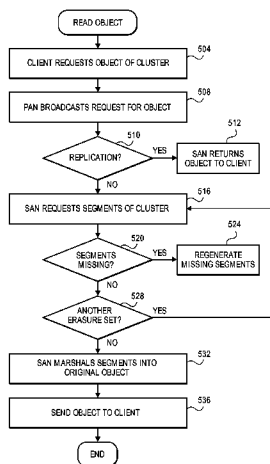 READ OBJECT
CLIENT REQUESTS OBJECT OF CLUSTER
504
PAN BROADCASTS REQUEST FOR OBJECT
508
REPLICATION?
510
YES
SAN RETURNS
OBJECT TO CLIENT
512
NO
SAN REQUESTS SEGMENTS OF CLUSTER
516
SEGMENTS
MISSING?
520
YES
REGENERATE
MISSING SEGMENTS
524
NO
ANOTHER
ERASURE SET?
528
YES
NO
SAN MARSHALS SEGMENTS INTO
ORIGINAL OBJECT
532
SEND OBJECT TO CLIENT
536
END